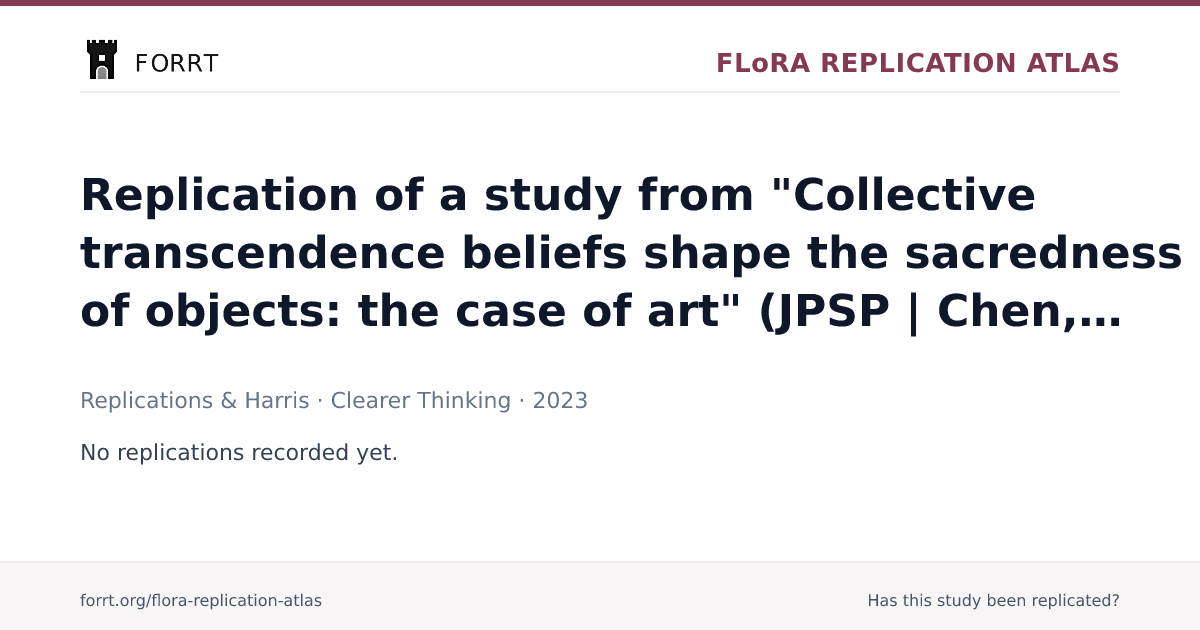 FORRT
FLoRA REPLICATION ATLAS
Replication of a study from "Collective
transcendence beliefs shape the sacredness
of objects: the case of art" (JPSP | Chen,...
Replications & Harris · Clearer Thinking · 2023
No replications recorded yet.
forrt.org/flora-replication-atlas
Has this study been replicated?